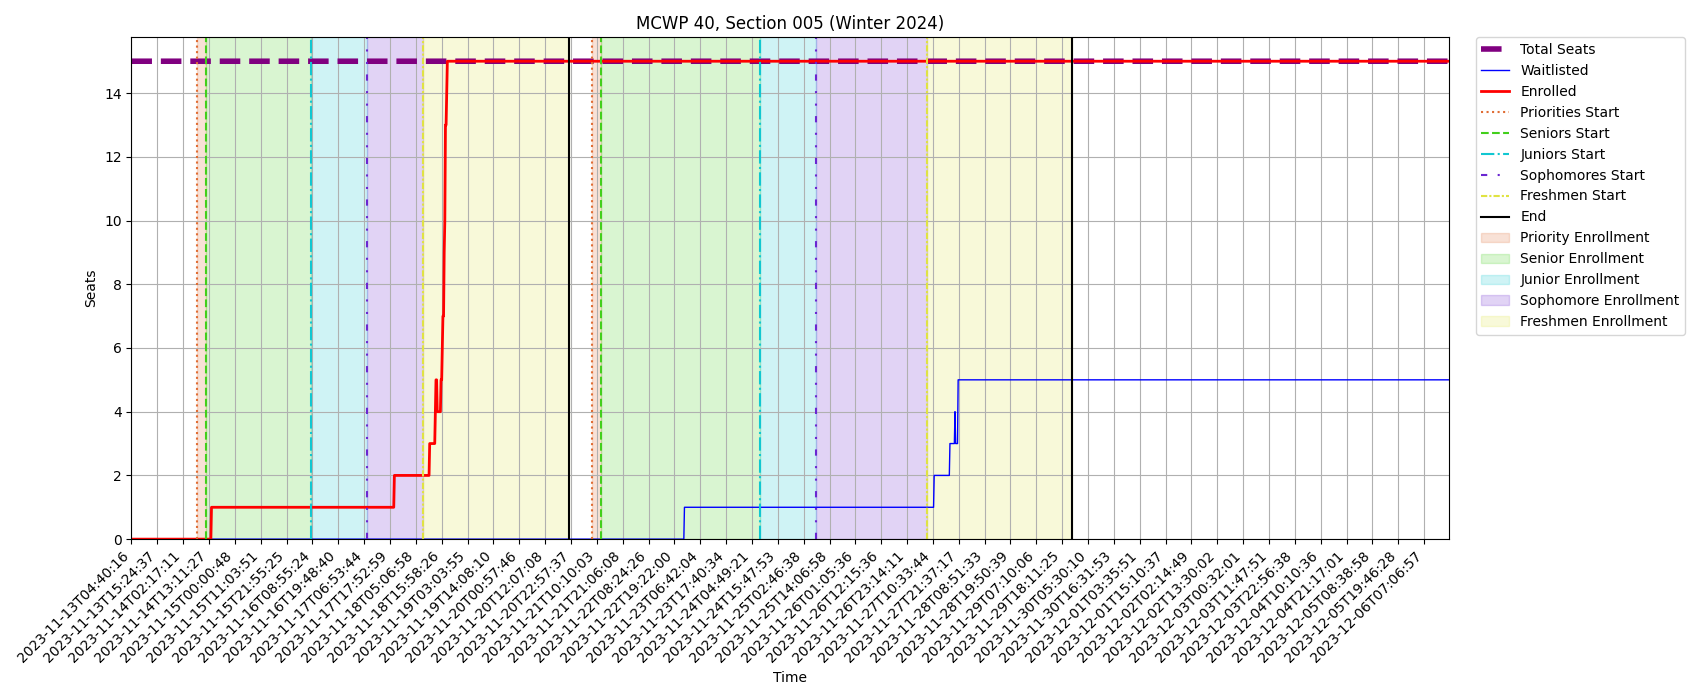 MCWP 40, Section 005 (Winter 2024)
Seats
14
12
10
8
6
4
2
0
2023-11-13T04:40:16
2023-11-13T15:24:37
2023-11-14T02:17:11
2023-11-14T13:11:27
2023-11-15T00:00:48
2023-11-15T11:03:51
2023-11-15T21:55:25
2023-11-16T08:55:24
2023-11-16T19:48:40
2023-11-17T06:53:44
2023-11-17T17:52:59
2023-11-18T05:06:58
2023-11-18T15:58:26
2023-11-19T03:03:55
2023-11-19T14:08:10
2023-11-20T00:57:46
2023-11-20T12:07:08
2023-11-20T22:57:37
2023-11-21T10:10:03
2023-11-21T21:06:08
2023-11-22T08:24:26
2023-11-22T19:22:00
2023-11-23T06:42:04
2023-11-23T17:40:34
2023-11-24T04:49:21
2023-11-24T15:47:53
2023-11-25T02:46:38
2023-11-25T14:06:58
2023-11-26T01:05:36
2023-11-26T12:15:36
2023-11-26T23:14:11
2023-11-27T10:33:44
2023-11-27T21:37:17
2023-11-28T08:51:33
2023-11-28T19:50:39
2023-11-29T07:10:06
2023-11-29T18:11:25
2023-11-30T05:30:10
2023-11-30T16:31:53
2023-12-01T03:35:51
2023-12-01T15:10:37
2023-12-02T02:14:49
2023-12-02T13:30:02
2023-12-03T00:32:01
2023-12-03T11:47:51
2023-12-03T22:56:38
2023-12-04T10:10:36
2023-12-04T21:17:01
2023-12-05T08:38:58
2023-12-05T19:46:28
2023-12-06T07:06:57
Time
Total Seats
Waitlisted
Enrolled
Priorities Start
Seniors Start
Juniors Start
Sophomores Start
Freshmen Start
End
Priority Enrollment
Senior Enrollment
Junior Enrollment
Sophomore Enrollment
Freshmen Enrollment